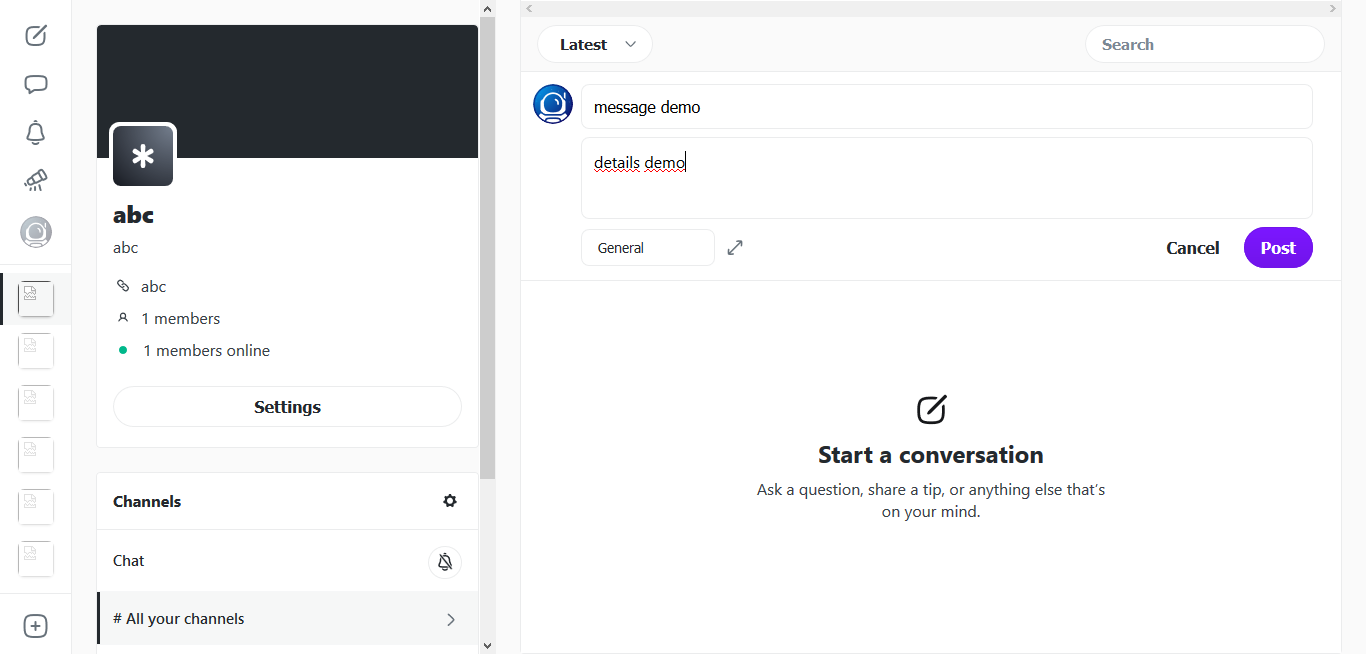 abc
abc
abc
1 members
1 members online
Settings
Channels
Chat
# All your channels
Latest
Search
message demo
details demo
General
Cancel
Post
Start a conversation
Ask a question, share a tip, or anything else that's
on your mind.